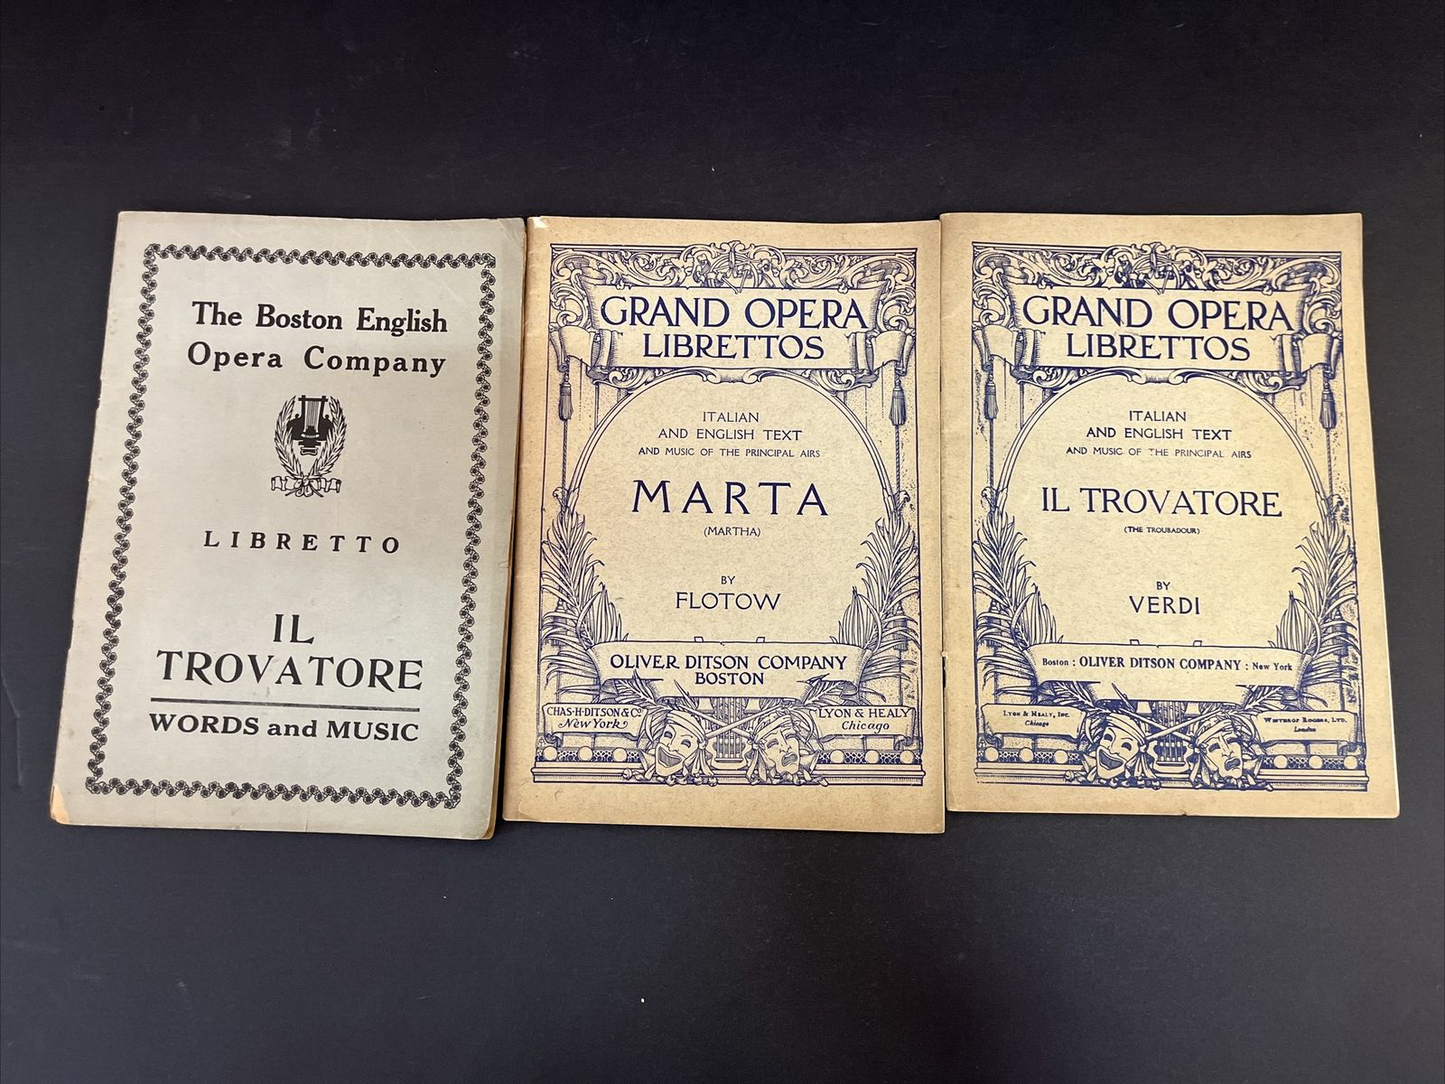 The Boston English
Opera Company
LIBRETTO
IL
TROVATORE
WORDS and MUSIC
GRAND OPERA
LIBRETTOS
ITALIAN
AND ENGLISH TEXT
AND MUSIC OF THE PRINCIPAL AIRS
MARTA
(MARTHA)
BY
FLOTOW
OLIVER DITSON COMPANY
BOSTON
CHAS·H·DITSON & Co
New York
LYON & HEALY
Chicago
GRAND OPERA
LIBRETTOS
ITALIAN
AND ENGLISH TEXT
AND MUSIC OF THE PRINCIPAL AIRS
IL TROVATORE
(THE TROUBADOUR)
BY
VERDI
Boston : OLIVER DITSON COMPANY : New York
LYON & HEALY, INC.
Chicago
WINTHROP ROGERS, LTD.
London